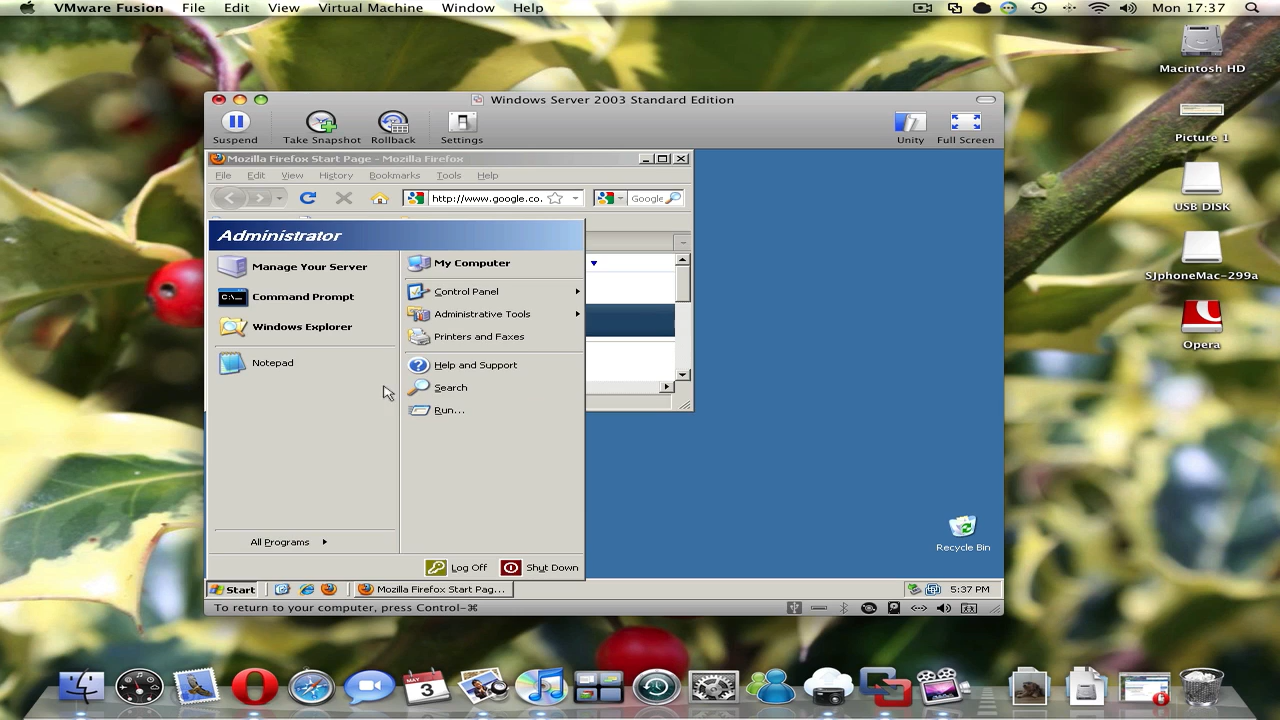 VMware Fusion File Edit View Virtual Machine Window Help Mon 17:37
Macintosh HD
Picture 1
USB DISK
SJphoneMac-299a
Opera
Windows Server 2003 Standard Edition
Suspend Take Snapshot Rollback Settings Unity Full Screen
Mozilla Firefox Start Page - Mozilla Firefox
File Edit View History Bookmarks Tools Help
http://www.google.co. Google
Administrator
Manage Your Server
Command Prompt
Windows Explorer
Notepad
All Programs
My Computer
Control Panel
Administrative Tools
Printers and Faxes
Help and Support
Search
Run...
Log Off Shut Down
Recycle Bin
Start Mozilla Firefox Start Pag... 5:37 PM
To return to your computer, press Control-⌘
MAY
3